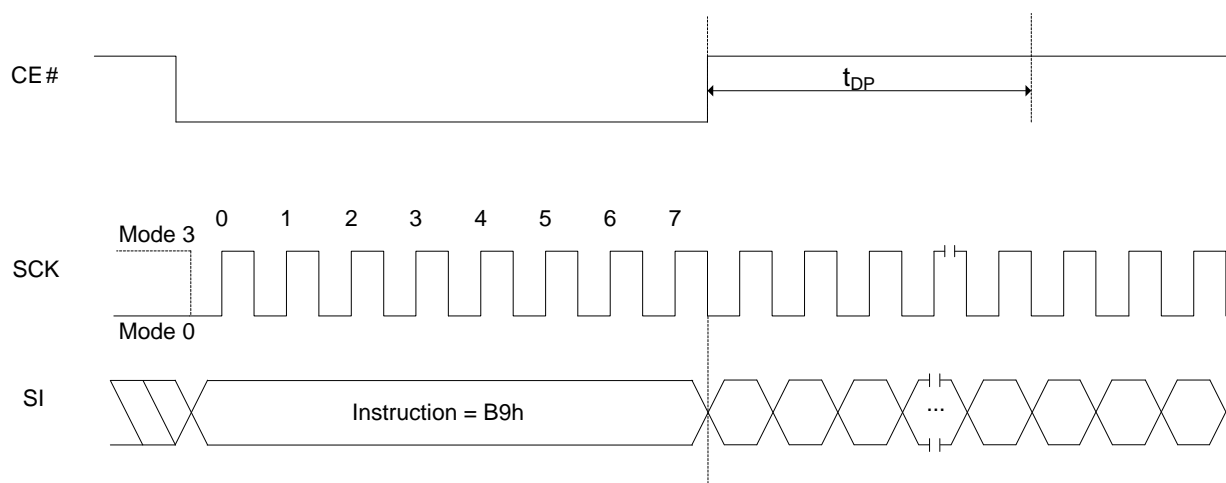 CE#
tDP
0 1 2 3 4 5 6 7
Mode 3
SCK
Mode 0
SI
Instruction = B9h
...